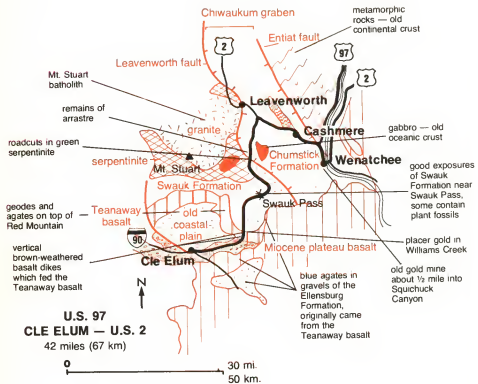 Chiwaukum graben
metamorphic
rocks — old
continental crust
Entiat fault
2
97
2
Leavenworth fault
Mt. Stuart
batholith
Leavenworth
remains of
arrastre
granite
Cashmere
gabbro — old
oceanic crust
roadcuts in green
serpentinite
serpentinite
Mt. Stuart
Chumstick
Formation
Wenatchee
Swauk Formation
good exposures
of Swauk
Formation near
Swauk Pass,
some contain
plant fossils
Swauk Pass
geodes and
agates on top of
Red Mountain
Teanaway
basalt
old
coastal
plain
90
Miocene plateau basalt
placer gold in
Williams Creek
vertical
brown-weathered
basalt dikes
which fed the
Teanaway basalt
Cle Elum
old gold mine
about ½ mile into
Squichuck
Canyon
blue agates in
gravels of the
Ellensburg
Formation,
originally came
from the
Teanaway basalt
N
U.S. 97
CLE ELUM — U.S. 2
42 miles (67 km)
0
30 mi.
50 km.